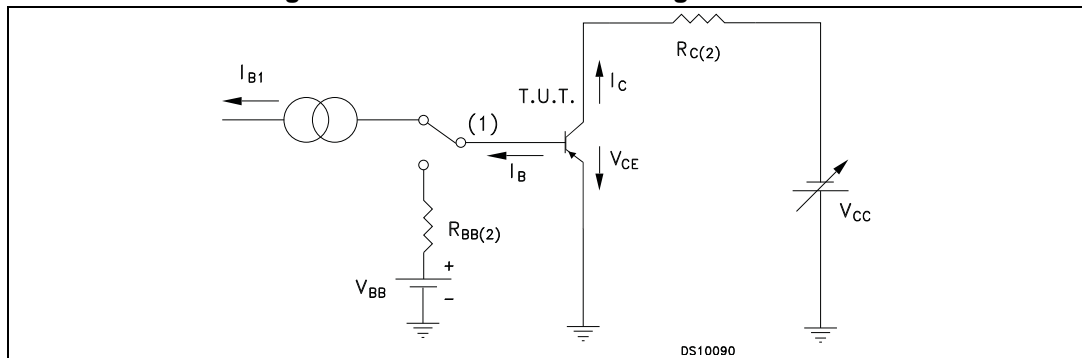 R_C(2)
I_B1
I_C
T.U.T.
(1)
V_CE
I_B
R_BB(2)
V_CC
+
V_BB
-
DS10090